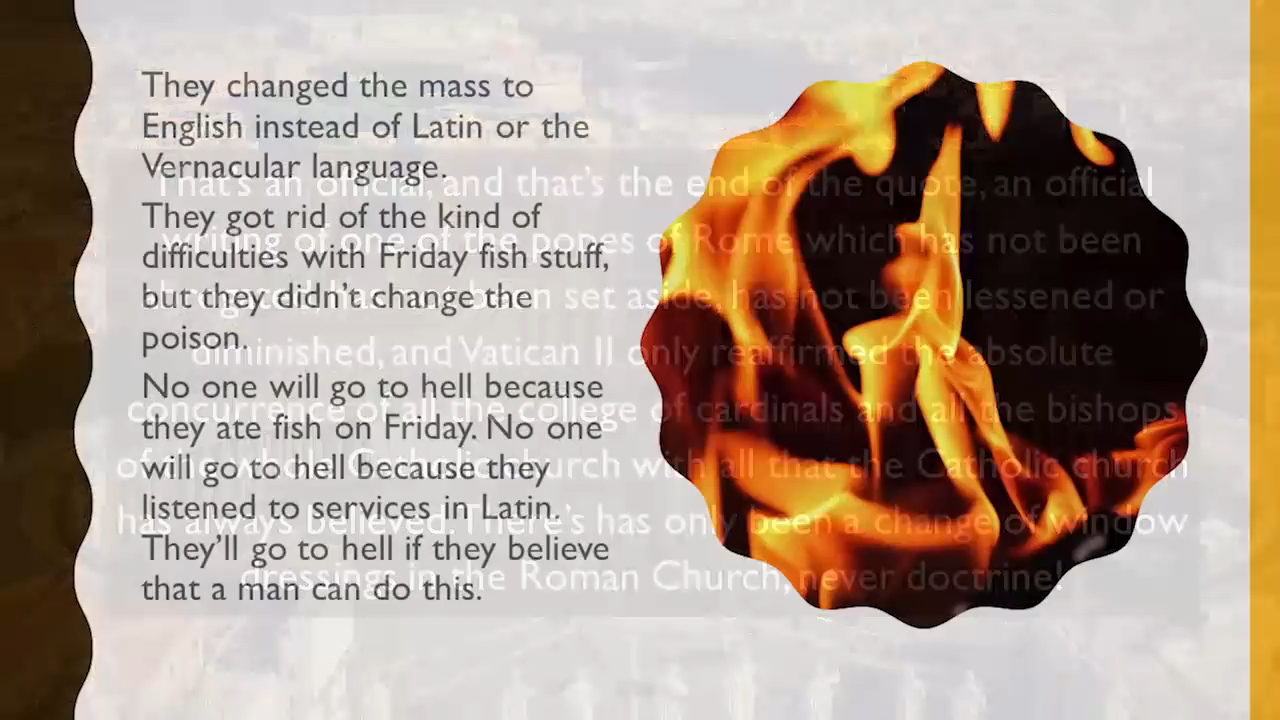 They changed the mass to
English instead of Latin or the
Vernacular language.
They got rid of the kind of
difficulties with Friday fish stuff,
but they didn't change the
poison.
No one will go to hell because
they ate fish on Friday. No one
will go to hell because they
listened to services in Latin.
They'll go to hell if they believe
that a man can do this.
That's an official, and that's the end of the quote, an official
writing of one of the popes of Rome which has not been
has not been set aside, has not been lessened or
diminished, and Vatican II only reaffirmed the absolute
concurrence of all the college of cardinals and all the bishops
of the whole Catholic church with all that the Catholic church
has always believed. There's has only been a change of window
dressings in the Roman Church, never doctrine!